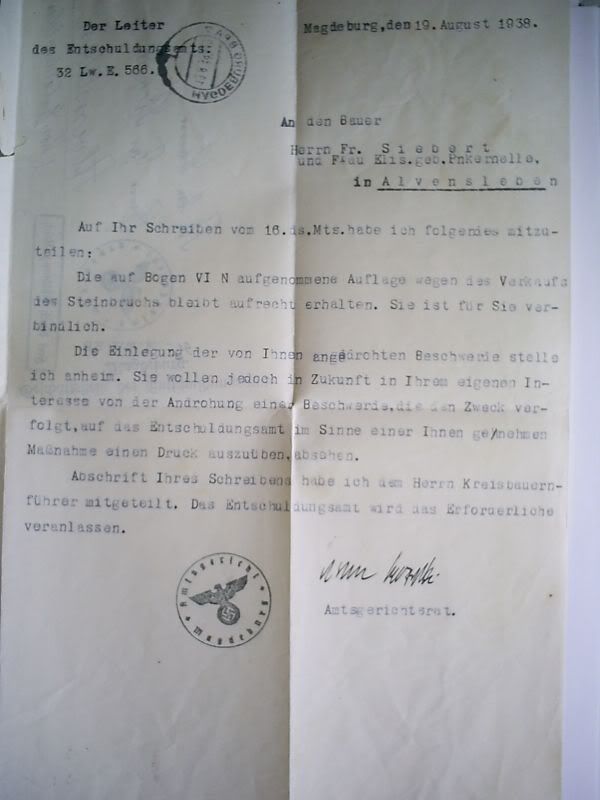 Der Leiter
Magdeburg, den 19. August 1938.
des Entschuldungsamts.
32 Lw. E. 566.
MAGDEBURG
An den Bauer
Herrn Fr. Siebert
und Frau Elis. geb. Pnkernelle.
in Alvensleben
Auf Ihr Schreiben vom 16. ds. Mts. habe ich folgendes mitzu-
teilen:
Die auf Bogen VI N aufgenommene Auflage wegen des Verkaufs
des Steinbruchs bleibt aufrecht erhalten. Sie ist für Sie ver-
bindlich.
Die Einlegung der von Ihnen angedürchten Beschwerde stelle
ich anheim. Sie wollen jedoch in Zukunft in Ihrem eigenen In-
teresse von der Androhung einer Beschwerde, die den Zweck ver-
folgt, auf das Entschuldungsamt im Sinne einer Ihnen genehmen
Maßnahme einen Druck auszuüben, absehen.
Abschrift Ihres Schreibens habe ich dem Herrn Kreisbauern-
führer mitgeteilt. Das Entschuldungsamt wird das Erforderliche
veranlassen.
Amtsgericht
Magdeburg
Amtsgerichtsrat.